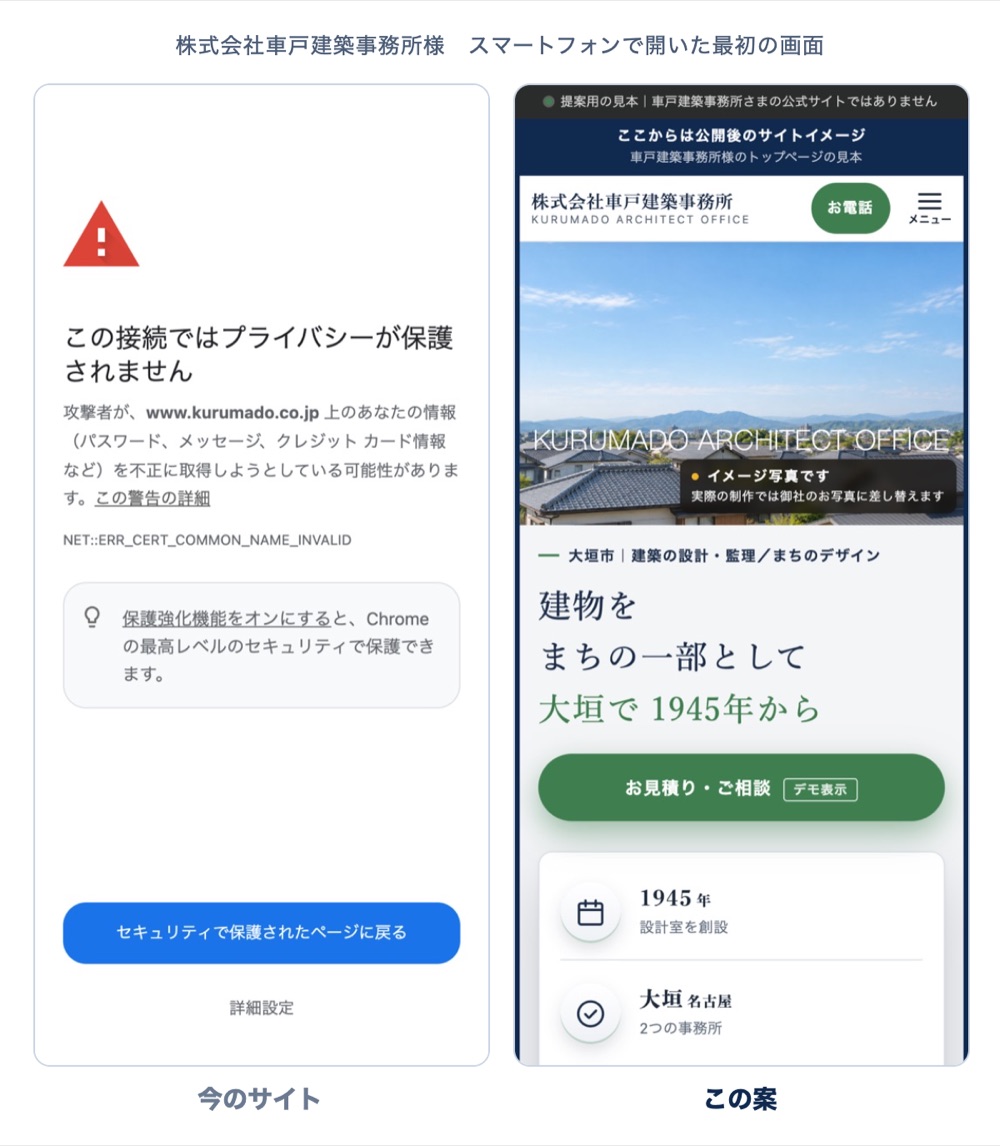 株式会社車戸建築事務所様　スマートフォンで開いた最初の画面
この接続ではプライバシーが保護
されません
攻撃者が、www.kurumado.co.jp 上のあなたの情報
（パスワード、メッセージ、クレジット カード情報
など）を不正に取得しようとしている可能性がありま
す。この警告の詳細
NET::ERR_CERT_COMMON_NAME_INVALID
保護強化機能をオンにすると、Chrome
の最高レベルのセキュリティで保護でき
ます。
セキュリティで保護されたページに戻る
詳細設定
今のサイト
提案用の見本｜車戸建築事務所さまの公式サイトではありません
ここからは公開後のサイトイメージ
車戸建築事務所様のトップページの見本
株式会社車戸建築事務所
KURUMADO ARCHITECT OFFICE
お電話
メニュー
KURUMADO ARCHITECT OFFICE
イメージ写真です
実際の制作では御社のお写真に差し替えます
大垣市｜建築の設計・監理／まちのデザイン
建物を
まちの一部として
大垣で 1945年から
お見積り・ご相談 デモ表示
1945 年
設計室を創設
大垣 名古屋
2つの事務所
この案